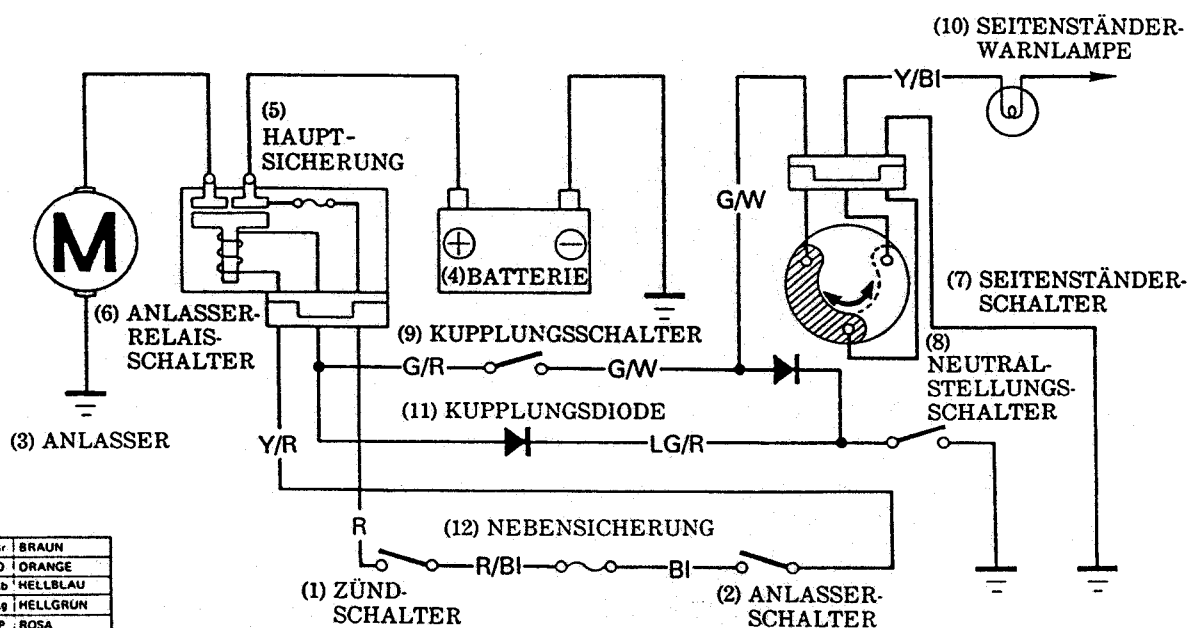 (10) SEITENSTÄNDER-
WARNLAMPE
Y/Bl
(5)
HAUPT-
SICHERUNG
G/W
M
(4) BATTERIE
(7) SEITENSTÄNDER-
SCHALTER
(6) ANLASSER-
RELAIS-
SCHALTER
(9) KUPPLUNGSSCHALTER
(8)
NEUTRAL-
STELLUNGS-
SCHALTER
G/R
G/W
(11) KUPPLUNGSDIODE
(3) ANLASSER
Y/R
LG/R
R
(12) NEBENSICHERUNG
R/Bl
Bl
(1) ZÜND-
SCHALTER
(2) ANLASSER-
SCHALTER
BRAUN
ORANGE
HELLBLAU
HELLGRÜN
ROSA